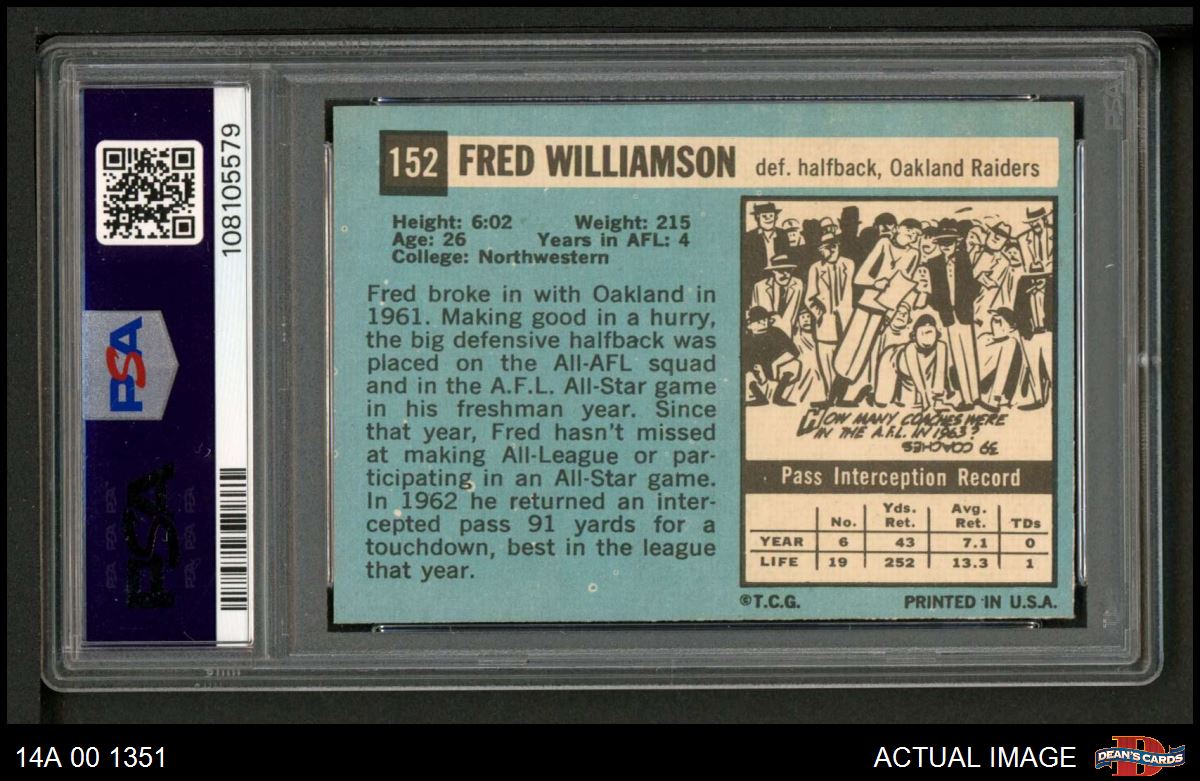 108105579
PSA
PSA
152 FRED WILLIAMSON def. halfback, Oakland Raiders
Height: 6:02 Weight: 215
Age: 26 Years in AFL: 4
College: Northwestern
Fred broke in with Oakland in
1961. Making good in a hurry,
the big defensive halfback was
placed on the All-AFL squad
and in the A.F.L. All-Star game
in his freshman year. Since
that year, Fred hasn't missed
at making All-League or par-
ticipating in an All-Star game.
In 1962 he returned an inter-
cepted pass 91 yards for a
touchdown, best in the league
that year.
HOW MANY COACHES WERE
IN THE A.F.L. IN 1963?
39 COACHES
Pass Interception Record
No. Yds. Ret. Avg. Ret. TDs
YEAR 6 43 7.1 0
LIFE 19 252 13.3 1
©T.C.G. PRINTED IN U.S.A.
14A 00 1351
ACTUAL IMAGE
DEAN'S CARDS